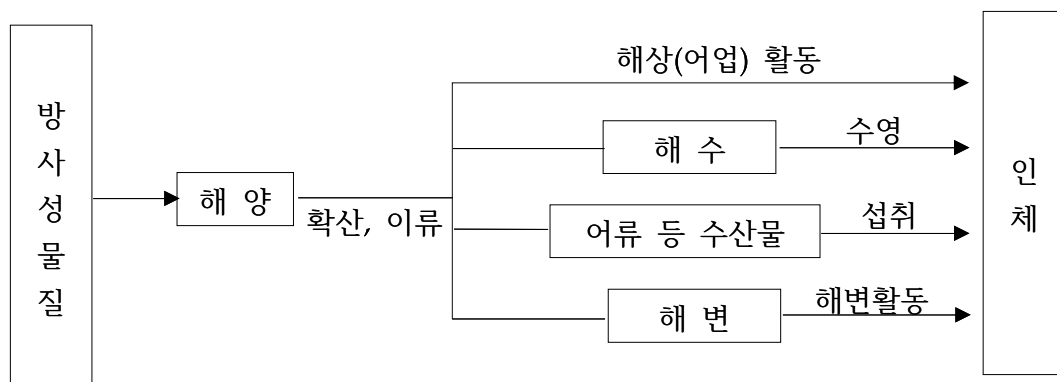 방사성물질
해 양
확산, 이류
해상(어업) 활동
해 수
수영
어류 등 수산물
섭취
해 변
해변활동
인체